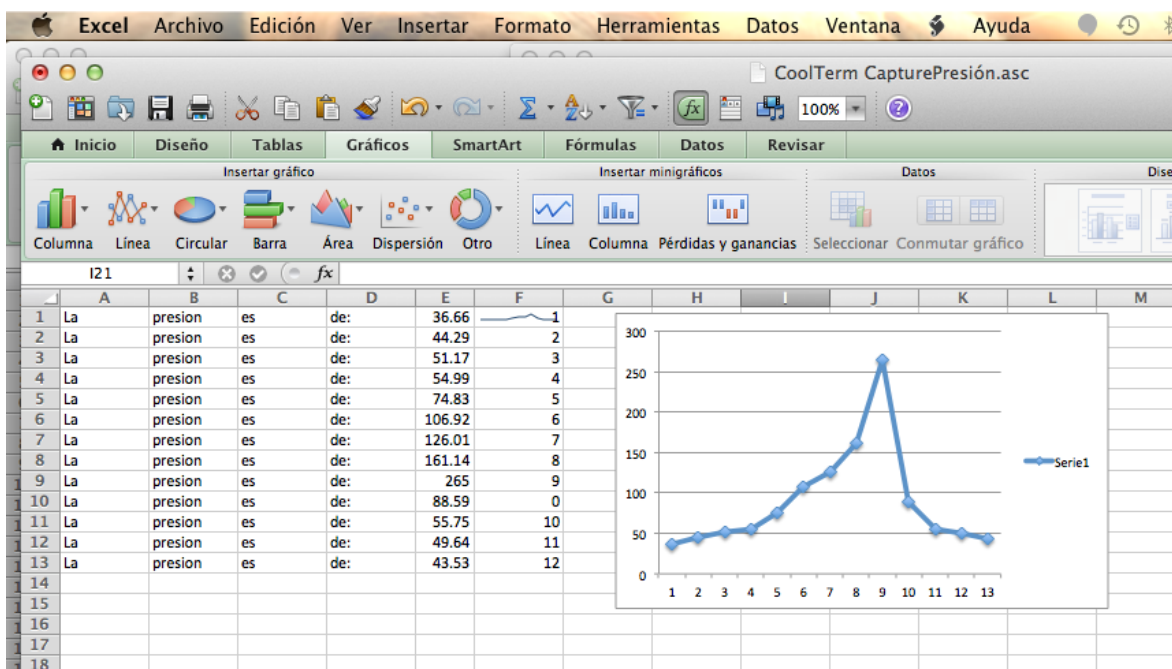 Excel Archivo Edición Ver Insertar Formato Herramientas Datos Ventana Ayuda
CoolTerm CapturePresión.asc
fx 100% ?
Inicio Diseño Tablas Gráficos SmartArt Fórmulas Datos Revisar
Insertar gráfico Insertar minigráficos Datos Dise
Columna Línea Circular Barra Área Dispersión Otro Línea Columna Pérdidas y ganancias Seleccionar Conmutar gráfico
I21 fx
A B C D E F G H I J K L M
1 La presion es de: 36.66 1
2 La presion es de: 44.29 2
3 La presion es de: 51.17 3
4 La presion es de: 54.99 4
5 La presion es de: 74.83 5
6 La presion es de: 106.92 6
7 La presion es de: 126.01 7
8 La presion es de: 161.14 8
9 La presion es de: 265 9
10 La presion es de: 88.59 0
11 La presion es de: 55.75 10
12 La presion es de: 49.64 11
13 La presion es de: 43.53 12
14
15
16
17
18
300
250
200
150
100
50
0
1 2 3 4 5 6 7 8 9 10 11 12 13
Serie1